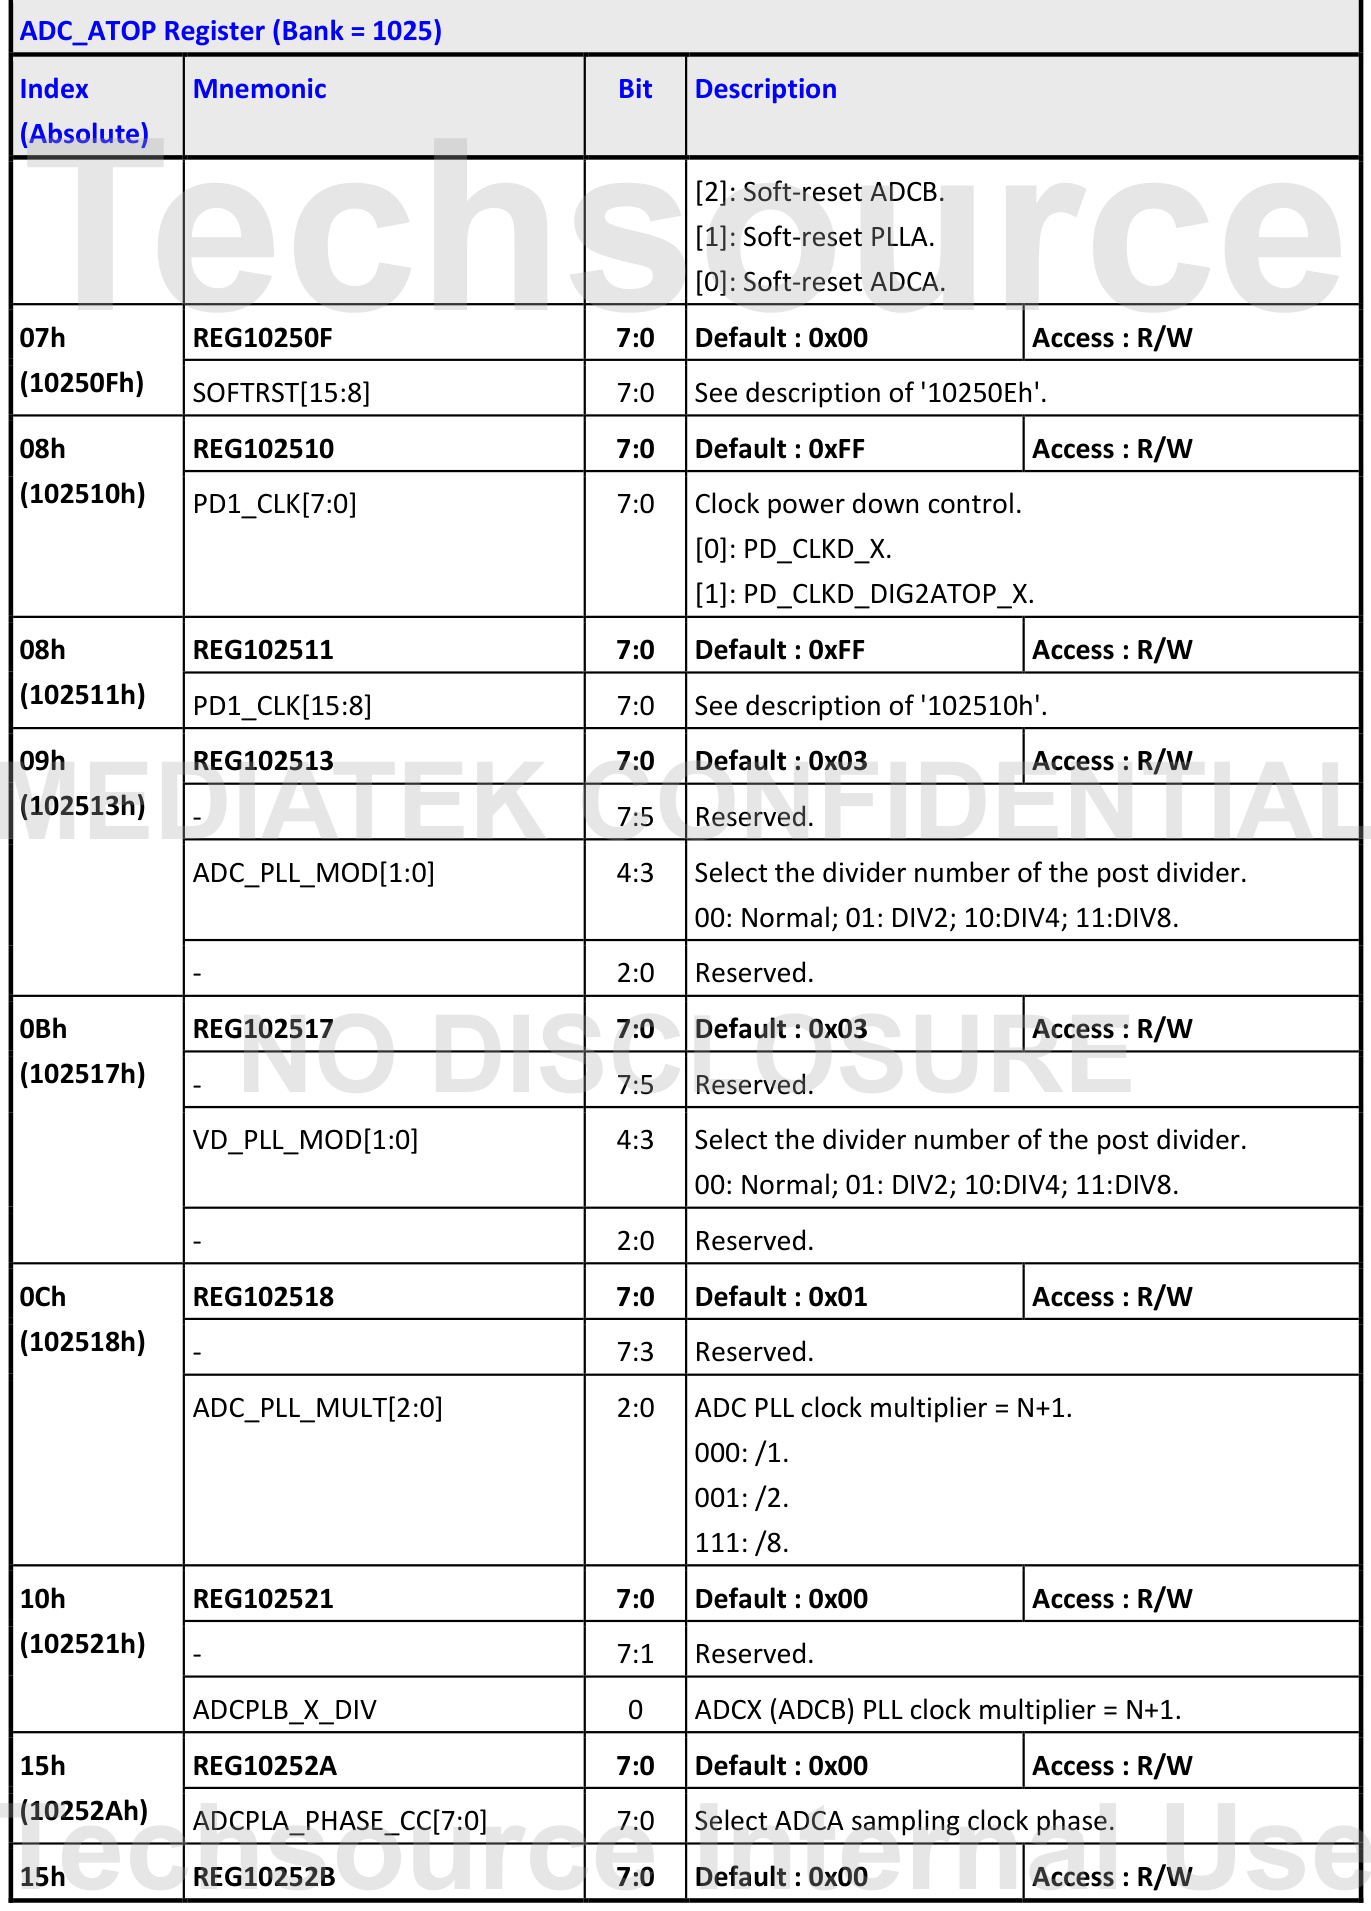 ADC_ATOP Register (Bank = 1025)
Index (Absolute) Mnemonic Bit Description
[2]: Soft-reset ADCB.
[1]: Soft-reset PLLA.
[0]: Soft-reset ADCA.
07h (10250Fh) REG10250F 7:0 Default : 0x00 Access : R/W
SOFTRST[15:8] 7:0 See description of '10250Eh'.
08h (102510h) REG102510 7:0 Default : 0xFF Access : R/W
PD1_CLK[7:0] 7:0 Clock power down control.
[0]: PD_CLKD_X.
[1]: PD_CLKD_DIG2ATOP_X.
08h (102511h) REG102511 7:0 Default : 0xFF Access : R/W
PD1_CLK[15:8] 7:0 See description of '102510h'.
09h (102513h) REG102513 7:0 Default : 0x03 Access : R/W
- 7:5 Reserved.
ADC_PLL_MOD[1:0] 4:3 Select the divider number of the post divider.
00: Normal; 01: DIV2; 10:DIV4; 11:DIV8.
- 2:0 Reserved.
0Bh (102517h) REG102517 7:0 Default : 0x03 Access : R/W
- 7:5 Reserved.
VD_PLL_MOD[1:0] 4:3 Select the divider number of the post divider.
00: Normal; 01: DIV2; 10:DIV4; 11:DIV8.
- 2:0 Reserved.
0Ch (102518h) REG102518 7:0 Default : 0x01 Access : R/W
- 7:3 Reserved.
ADC_PLL_MULT[2:0] 2:0 ADC PLL clock multiplier = N+1.
000: /1.
001: /2.
111: /8.
10h (102521h) REG102521 7:0 Default : 0x00 Access : R/W
- 7:1 Reserved.
ADCPLB_X_DIV 0 ADCX (ADCB) PLL clock multiplier = N+1.
15h (10252Ah) REG10252A 7:0 Default : 0x00 Access : R/W
ADCPLA_PHASE_CC[7:0] 7:0 Select ADCA sampling clock phase.
15h REG10252B 7:0 Default : 0x00 Access : R/W
Techsource
MEDIATEK CONFIDENTIAL
NO DISCLOSURE
Techsource Internal Use